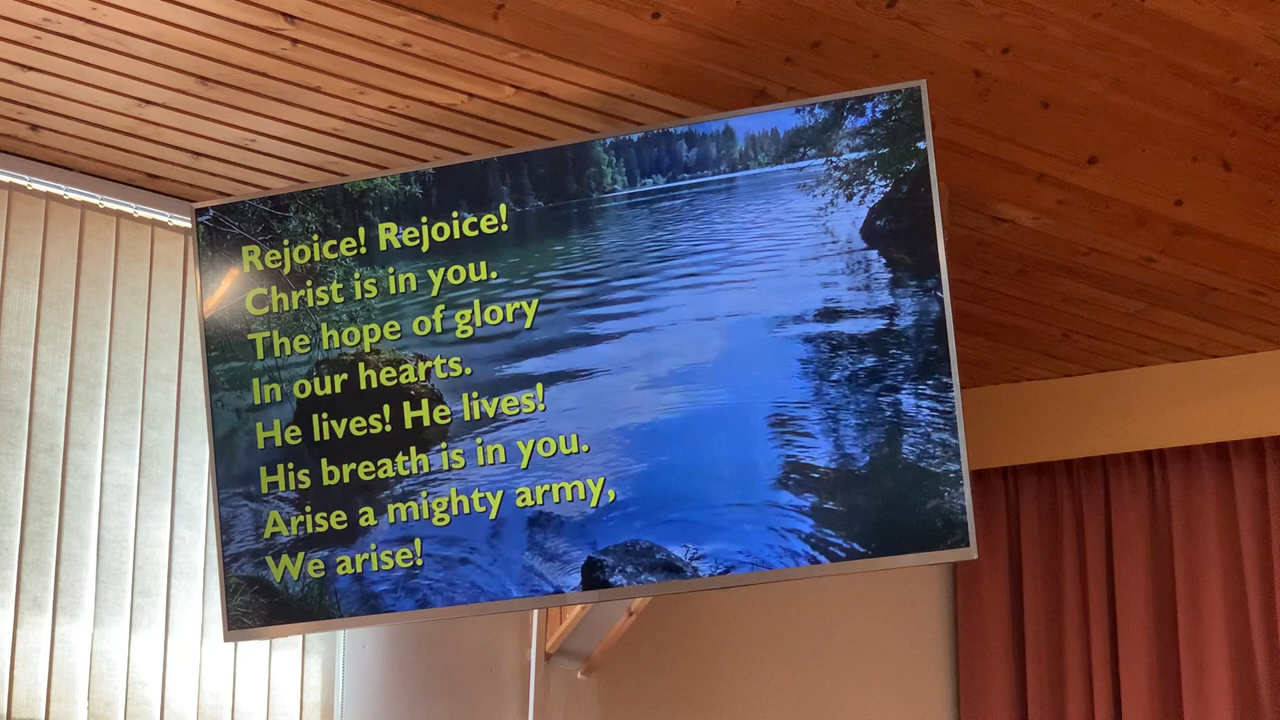 Rejoice! Rejoice!
Christ is in you.
The hope of glory
In our hearts.
He lives! He lives!
His breath is in you.
Arise a mighty army,
We arise!